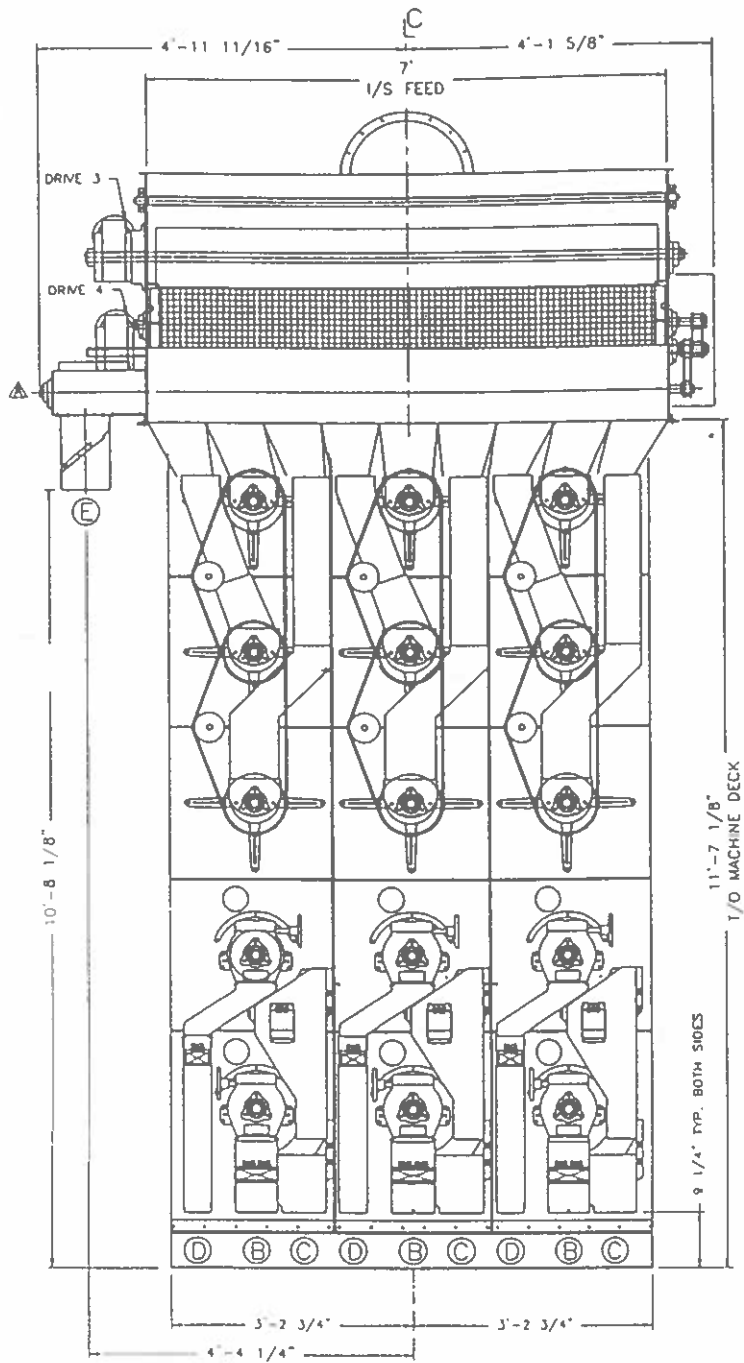 C
L
4'-11 11/16"
4'-1 5/8"
7'
I/S FEED
DRIVE 3
DRIVE 4
E
10'-8 1/8"
11'-7 1/8"
T/O MACHINE DECK
9 1/4" TYP. BOTH SIDES
D B C D B C D B C
3'-2 3/4"
3'-2 3/4"
4'-4 1/4"